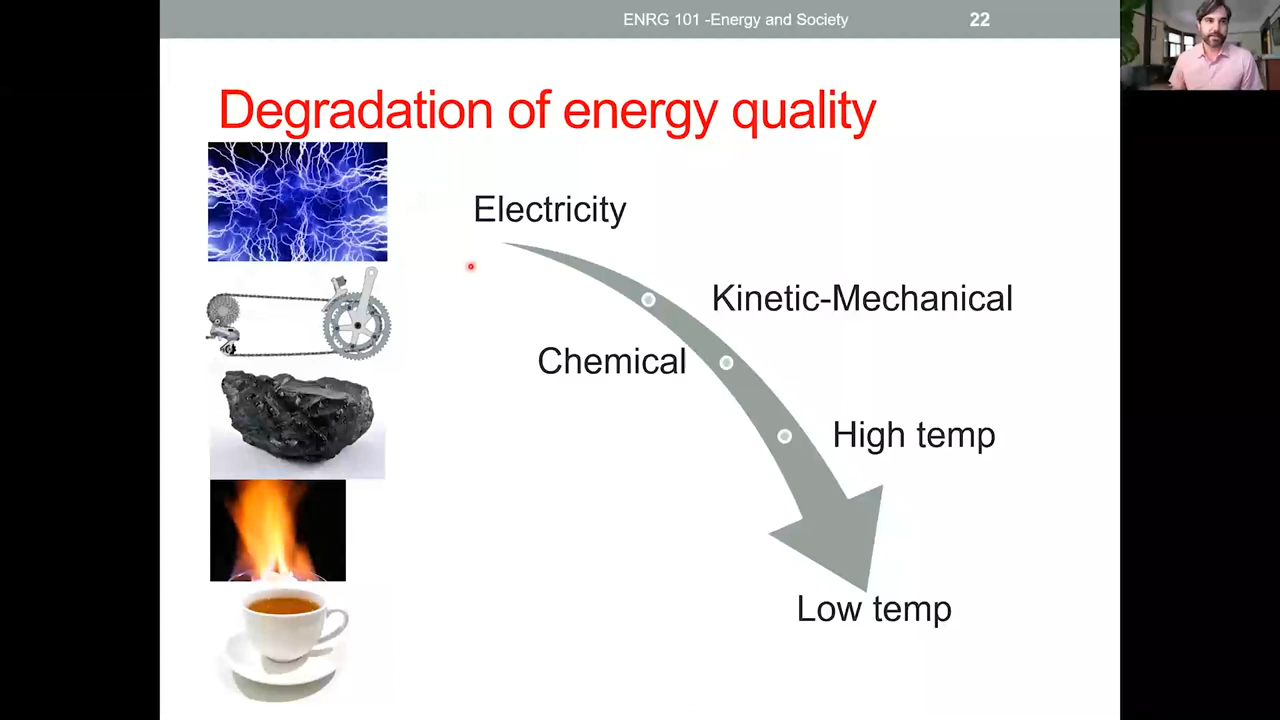 ENRG 101 -Energy and Society 22
Degradation of energy quality
Electricity
Kinetic-Mechanical
Chemical
High temp
Low temp